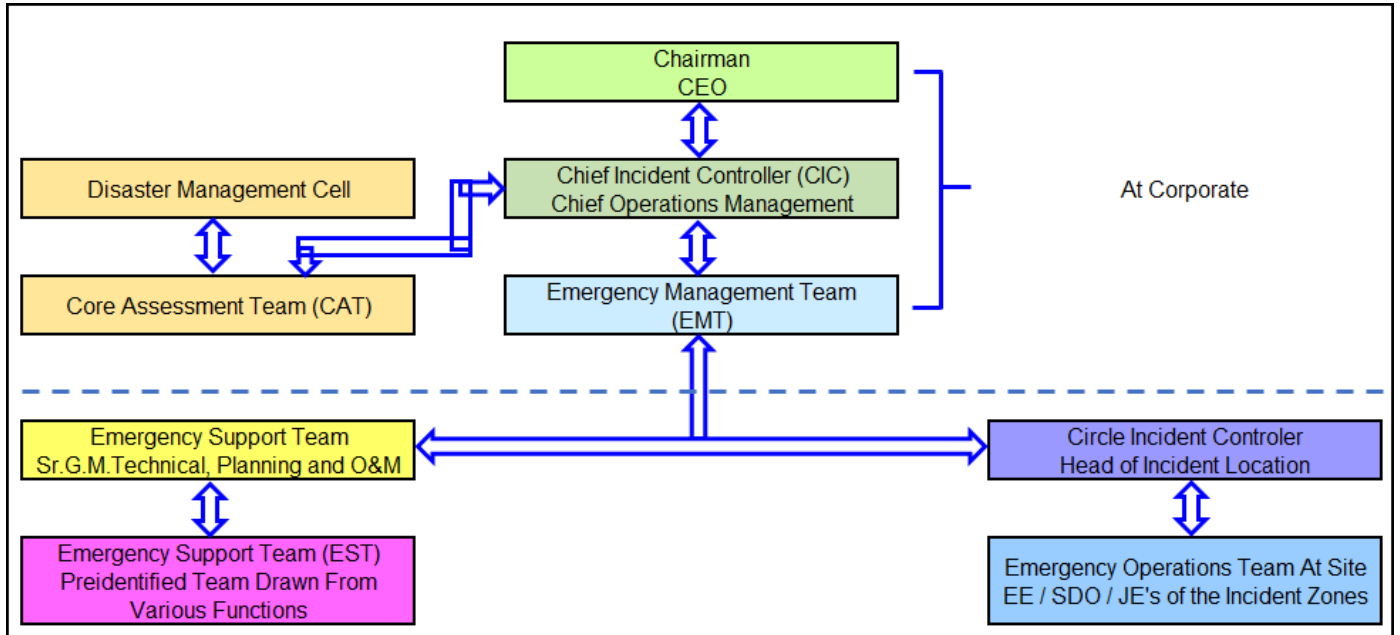 Chairman
CEO
Disaster Management Cell
Chief Incident Controller (CIC)
Chief Operations Management
At Corporate
Core Assessment Team (CAT)
Emergency Management Team
(EMT)
Emergency Support Team
Sr.G.M.Technical, Planning and O&M
Circle Incident Controler
Head of Incident Location
Emergency Support Team (EST)
Preidentified Team Drawn From
Various Functions
Emergency Operations Team At Site
EE / SDO / JE's of the Incident Zones